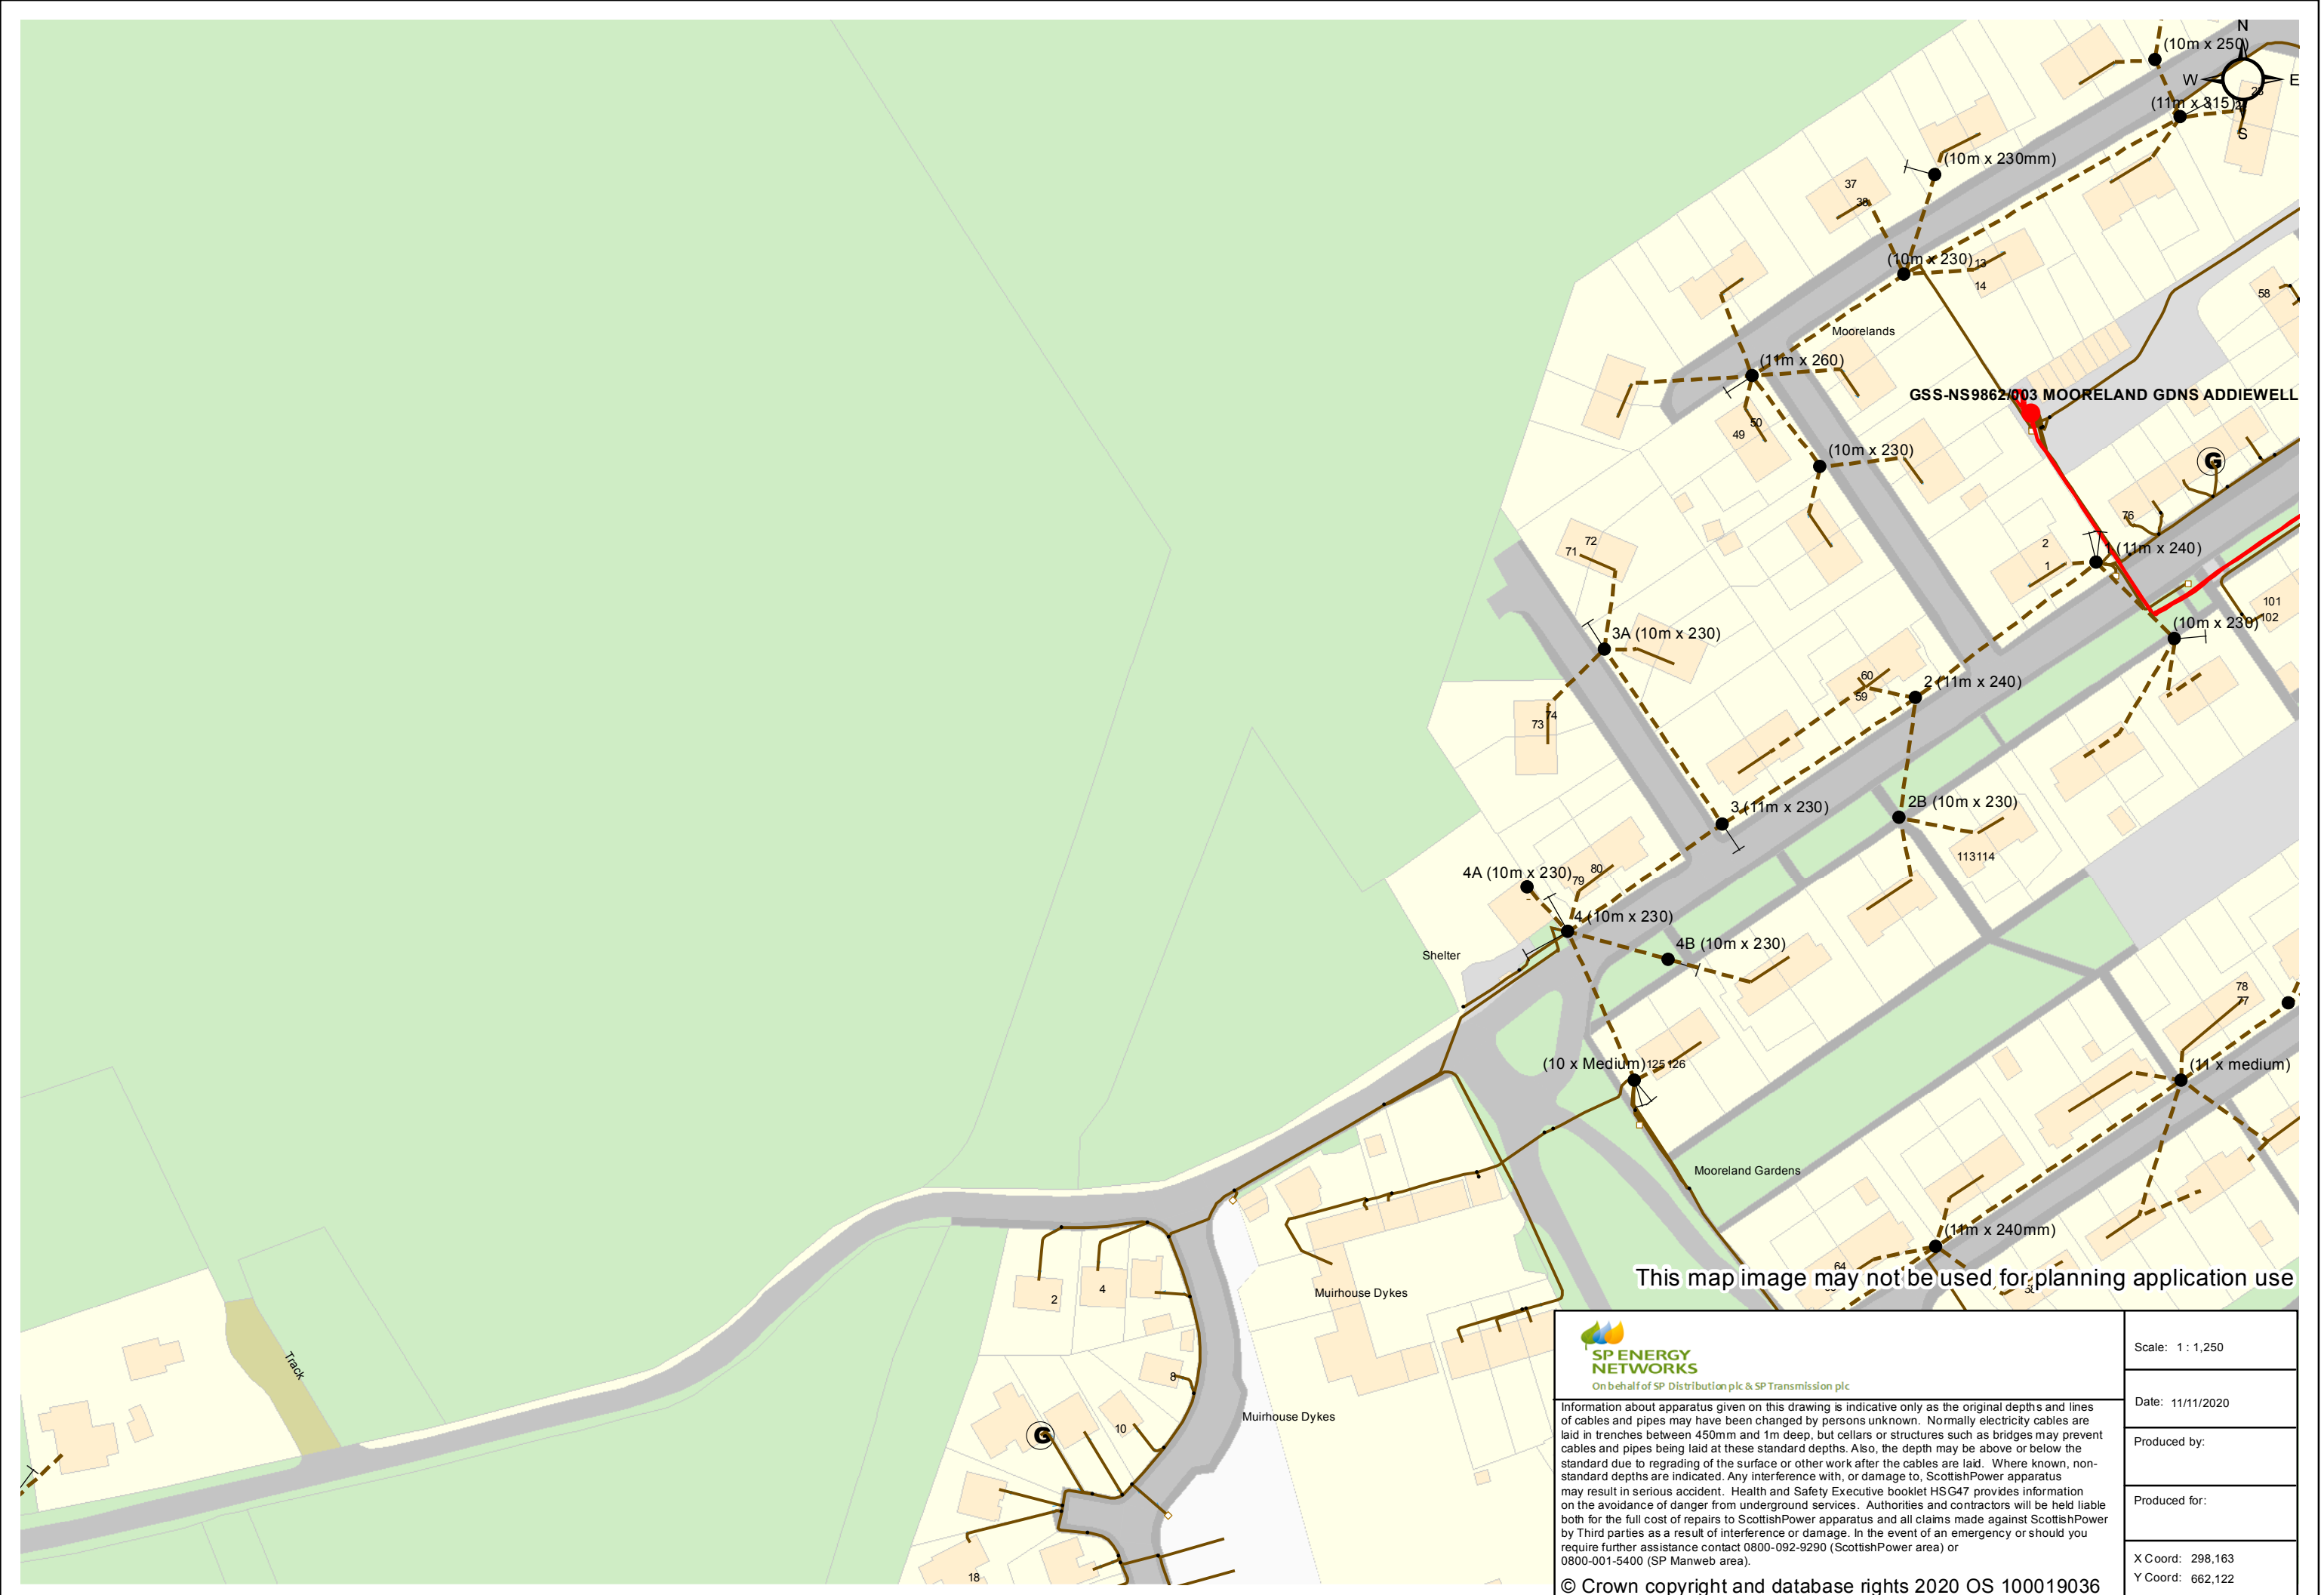 N
(10m x 250)
W
E
(11m x 315)
S
(10m x 230mm)
37
38
(10m x 230)
13
14
58
Moorelands
(11m x 260)
GSS-NS9862/003 MOORELAND GDNS ADDIEWELL
50
49
(10m x 230)
G
76
72
71
2
1
1 (11m x 240)
101
102
(10m x 230)
3A (10m x 230)
60
59
2 (11m x 240)
74
73
3 (11m x 230)
2B (10m x 230)
113114
4A (10m x 230)
80
79
4 (10m x 230)
4B (10m x 230)
Shelter
78
77
(10 x Medium)
125126
(11 x medium)
Mooreland Gardens
(11m x 240mm)
64
This map image may not be used for planning application use
2
4
Muirhouse Dykes
Track
8
10
Muirhouse Dykes
G
18
SP ENERGY
NETWORKS
On behalf of SP Distribution plc & SP Transmission plc
Information about apparatus given on this drawing is indicative only as the original depths and lines
of cables and pipes may have been changed by persons unknown. Normally electricity cables are
laid in trenches between 450mm and 1m deep, but cellars or structures such as bridges may prevent
cables and pipes being laid at these standard depths. Also, the depth may be above or below the
standard due to regrading of the surface or other work after the cables are laid. Where known, non-
standard depths are indicated. Any interference with, or damage to, ScottishPower apparatus
may result in serious accident. Health and Safety Executive booklet HSG47 provides information
on the avoidance of danger from underground services. Authorities and contractors will be held liable
both for the full cost of repairs to ScottishPower apparatus and all claims made against ScottishPower
by Third parties as a result of interference or damage. In the event of an emergency or should you
require further assistance contact 0800-092-9290 (ScottishPower area) or
0800-001-5400 (SP Manweb area).
© Crown copyright and database rights 2020 OS 100019036
Scale: 1 : 1,250
Date: 11/11/2020
Produced by:
Produced for:
X Coord: 298,163
Y Coord: 662,122